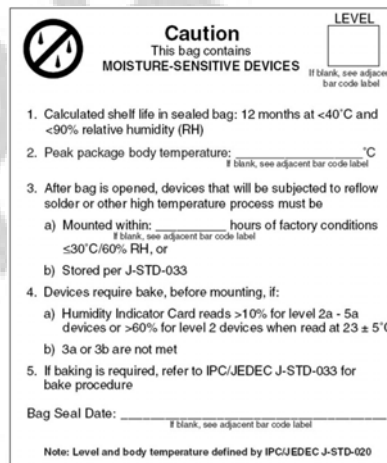 LEVEL
Caution
This bag contains
MOISTURE-SENSITIVE DEVICES
If blank, see adjacent
bar code label
1. Calculated shelf life in sealed bag: 12 months at <40˚C and
<90% relative humidity (RH)
2. Peak package body temperature: ____________________˚C
If blank, see adjacent bar code label
3. After bag is opened, devices that will be subjected to reflow
solder or other high temperature process must be
a) Mounted within: __________ hours of factory conditions
If blank, see adjacent bar code label
≤30˚C/60% RH, or
b) Stored per J-STD-033
4. Devices require bake, before mounting, if:
a) Humidity Indicator Card reads >10% for level 2a - 5a
devices or >60% for level 2 devices when read at 23 ± 5˚C
b) 3a or 3b are not met
5. If baking is required, refer to IPC/JEDEC J-STD-033 for
bake procedure
Bag Seal Date: ____________________________________
If blank, see adjacent bar code label
Note: Level and body temperature defined by IPC/JEDEC J-STD-020